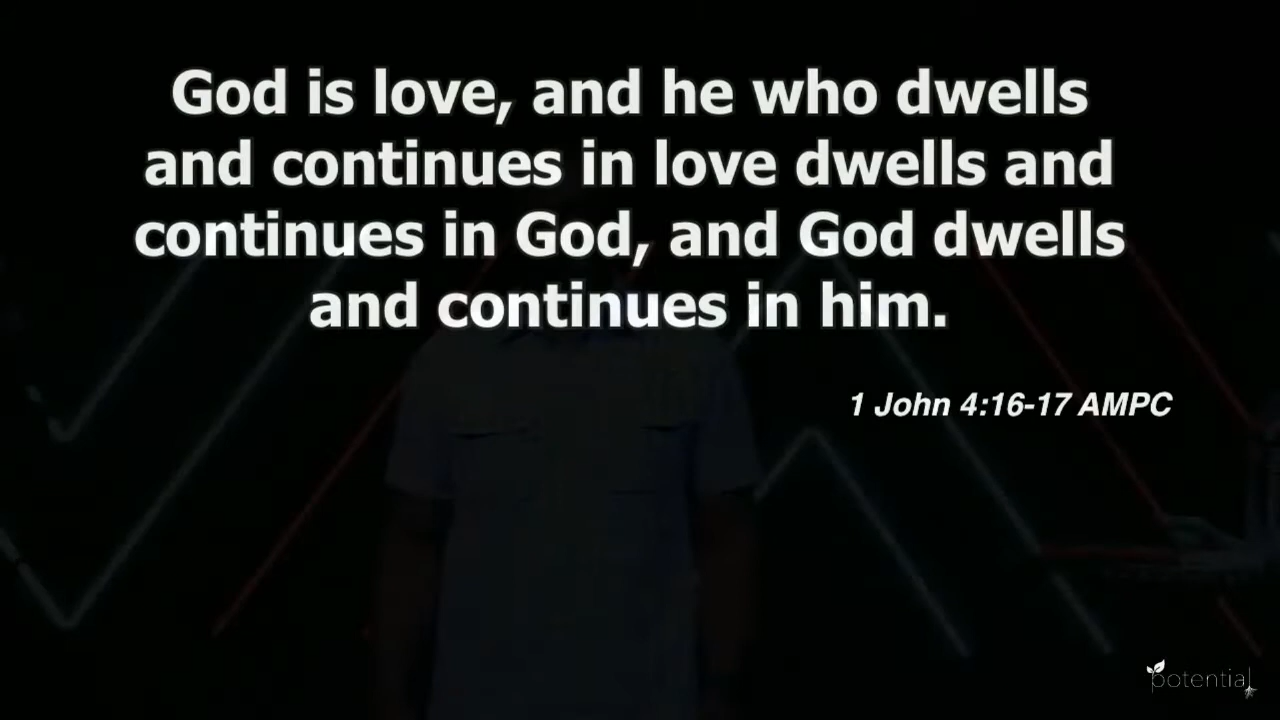 God is love, and he who dwells
and continues in love dwells and
continues in God, and God dwells
and continues in him.
1 John 4:16-17 AMPC
potential